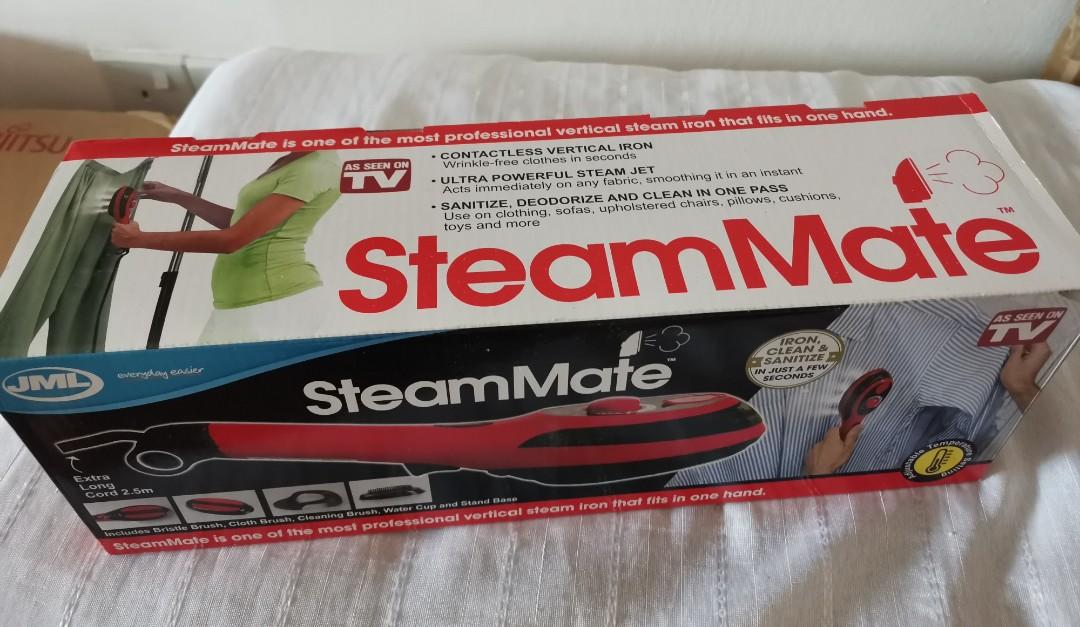 SteamMate is one of the most professional vertical steam iron that fits in one hand.
AS SEEN ON
TV
• CONTACTLESS VERTICAL IRON
Wrinkle-free clothes in seconds
• ULTRA POWERFUL STEAM JET
Acts immediately on any fabric, smoothing it in an instant
• SANITIZE, DEODORIZE AND CLEAN IN ONE PASS
Use on clothing, sofas, upholstered chairs, pillows, cushions,
toys and more
SteamMate™
JML
everyday easier
SteamMate™
IRON,
CLEAN &
SANITIZE
IN JUST A FEW
SECONDS
AS SEEN ON
TV
Extra
Long
Cord 2.5m
Adjustable Temperature Setting
Includes Bristle Brush, Cloth Brush, Cleaning Brush, Water Cup and Stand Base
SteamMate is one of the most professional vertical steam iron that fits in one hand.